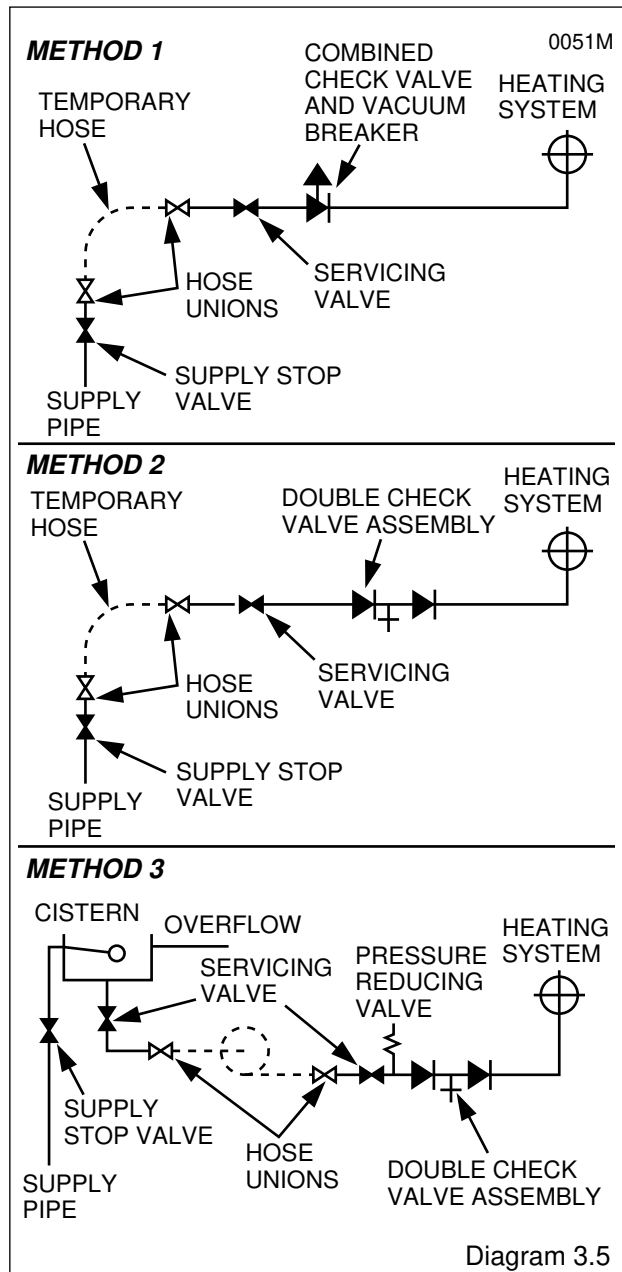 METHOD 1
0051M
TEMPORARY
HOSE
COMBINED
CHECK VALVE
AND VACUUM
BREAKER
HEATING
SYSTEM
HOSE
UNIONS
SERVICING
VALVE
SUPPLY STOP
VALVE
SUPPLY
PIPE
METHOD 2
TEMPORARY
HOSE
DOUBLE CHECK
VALVE ASSEMBLY
HEATING
SYSTEM
HOSE
UNIONS
SERVICING
VALVE
SUPPLY STOP
VALVE
SUPPLY
PIPE
METHOD 3
CISTERN
OVERFLOW
SERVICING
VALVE
PRESSURE
REDUCING
VALVE
HEATING
SYSTEM
SUPPLY
STOP VALVE
HOSE
UNIONS
DOUBLE CHECK
VALVE ASSEMBLY
SUPPLY
PIPE
Diagram 3.5